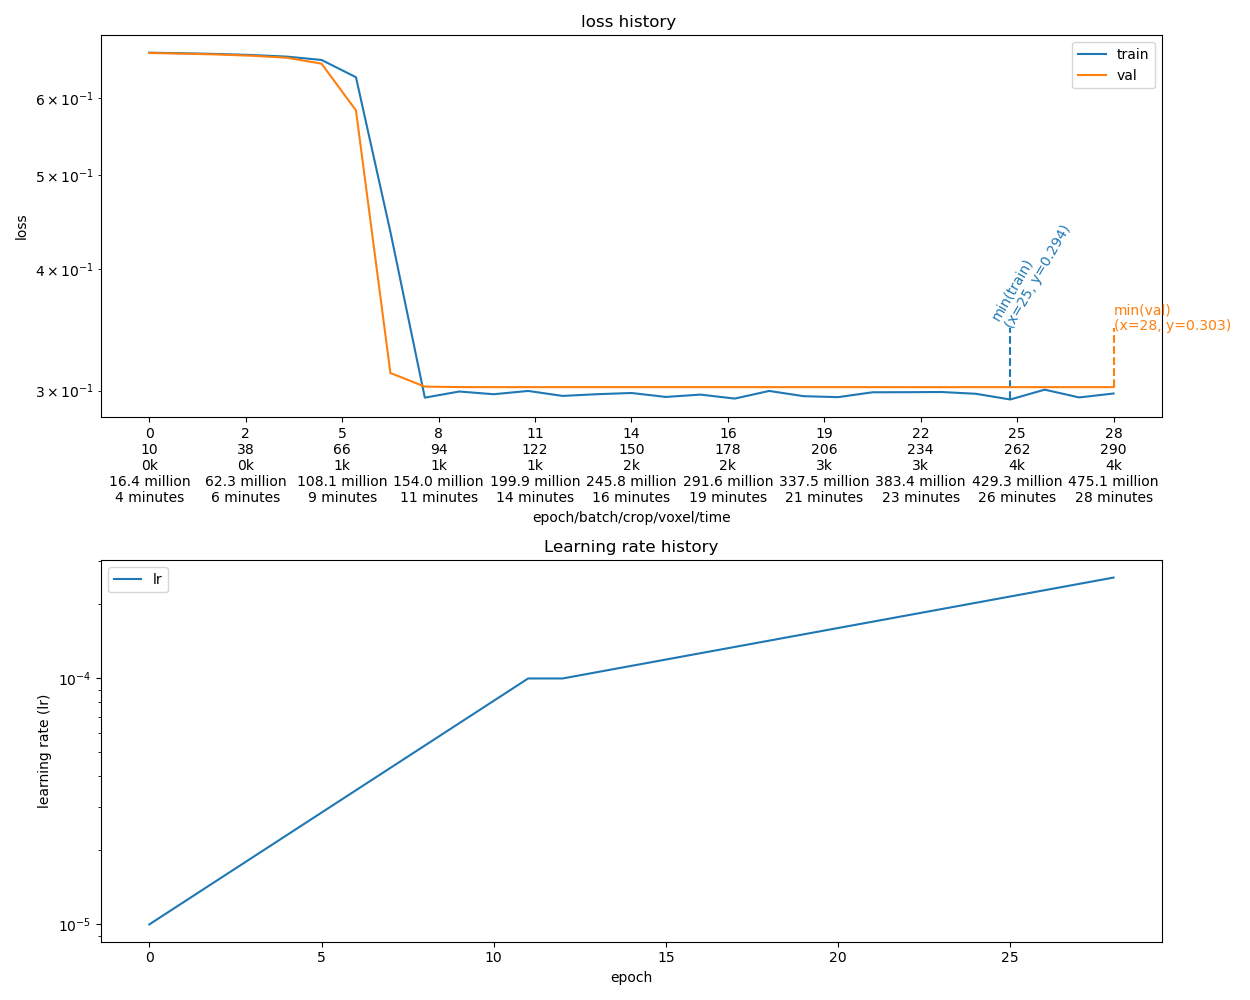 loss history
train
val
6 × 10⁻¹
5 × 10⁻¹
4 × 10⁻¹
3 × 10⁻¹
loss
min(train)
(x=25, y=0.294)
min(val)
(x=28, y=0.303)
0 2 5 8 11 14 16 19 22 25 28
10 38 66 94 122 150 178 206 234 262 290
0k 0k 1k 1k 1k 2k 2k 3k 3k 4k 4k
16.4 million 62.3 million 108.1 million 154.0 million 199.9 million 245.8 million 291.6 million 337.5 million 383.4 million 429.3 million 475.1 million
4 minutes 6 minutes 9 minutes 11 minutes 14 minutes 16 minutes 19 minutes 21 minutes 23 minutes 26 minutes 28 minutes
epoch/batch/crop/voxel/time
Learning rate history
lr
10⁻⁴
10⁻⁵
learning rate (lr)
0 5 10 15 20 25
epoch